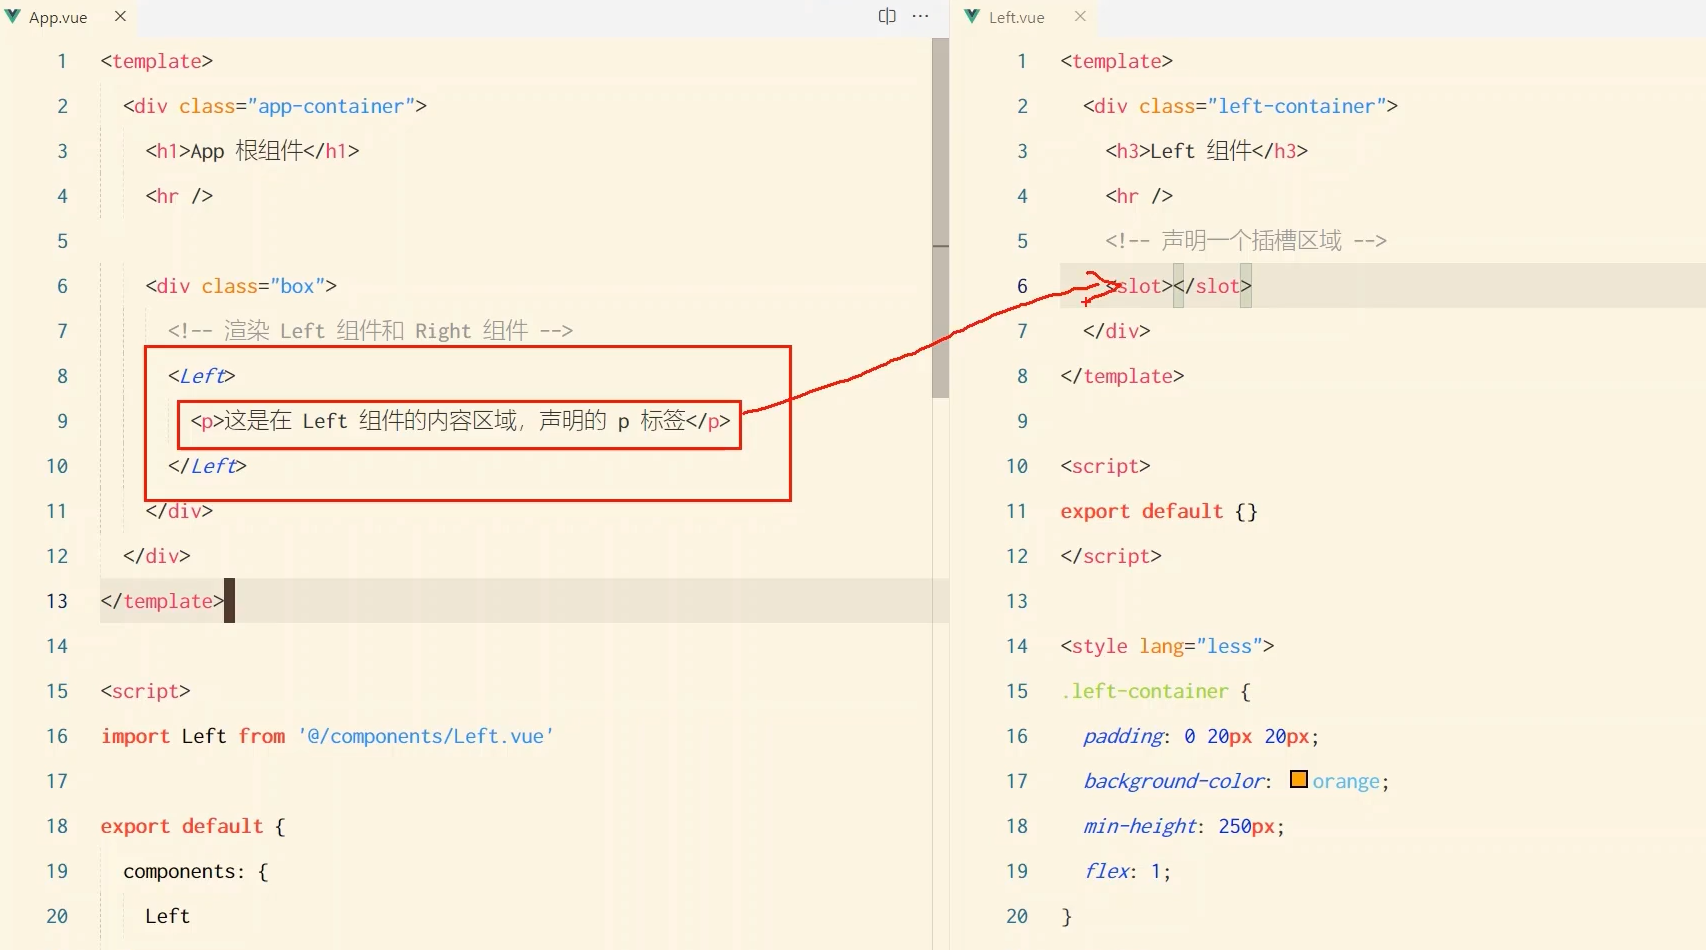 App.vue
1 <template>
2 <div class="app-container">
3 <h1>App 根组件</h1>
4 <hr />
5
6 <div class="box">
7 <!-- 渲染 Left 组件和 Right 组件 -->
8 <Left>
9 <p>这是在 Left 组件的内容区域，声明的 p 标签</p>
10 </Left>
11 </div>
12 </div>
13 </template>
14
15 <script>
16 import Left from '@/components/Left.vue'
17
18 export default {
19 components: {
20 Left
Left.vue
1 <template>
2 <div class="left-container">
3 <h3>Left 组件</h3>
4 <hr />
5 <!-- 声明一个插槽区域 -->
6 <slot></slot>
7 </div>
8 </template>
9
10 <script>
11 export default {}
12 </script>
13
14 <style lang="less">
15 .left-container {
16 padding: 0 20px 20px;
17 background-color: orange;
18 min-height: 250px;
19 flex: 1;
20 }